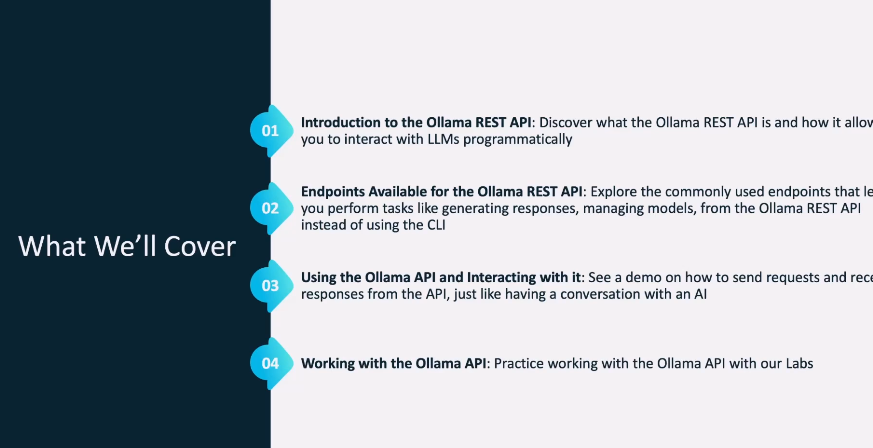 What We'll Cover
01
Introduction to the Ollama REST API: Discover what the Ollama REST API is and how it allow
you to interact with LLMs programmatically
02
Endpoints Available for the Ollama REST API: Explore the commonly used endpoints that le
you perform tasks like generating responses, managing models, from the Ollama REST API
instead of using the CLI
03
Using the Ollama API and Interacting with it: See a demo on how to send requests and rece
responses from the API, just like having a conversation with an AI
04
Working with the Ollama API: Practice working with the Ollama API with our Labs